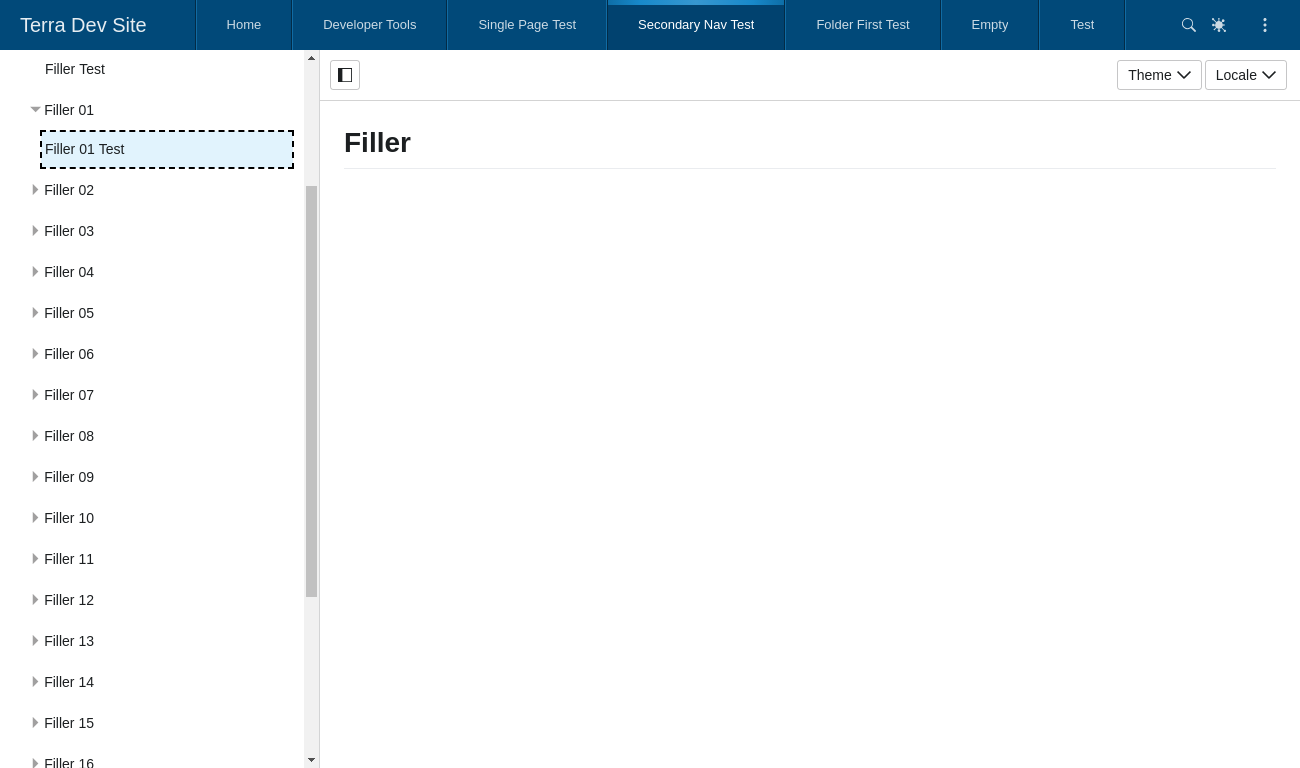 Terra Dev Site
Home
Developer Tools
Single Page Test
Secondary Nav Test
Folder First Test
Empty
Test
Filler Test
Filler 01
Filler 01 Test
Filler 02
Filler 03
Filler 04
Filler 05
Filler 06
Filler 07
Filler 08
Filler 09
Filler 10
Filler 11
Filler 12
Filler 13
Filler 14
Filler 15
Filler 16
Theme
Locale
Filler